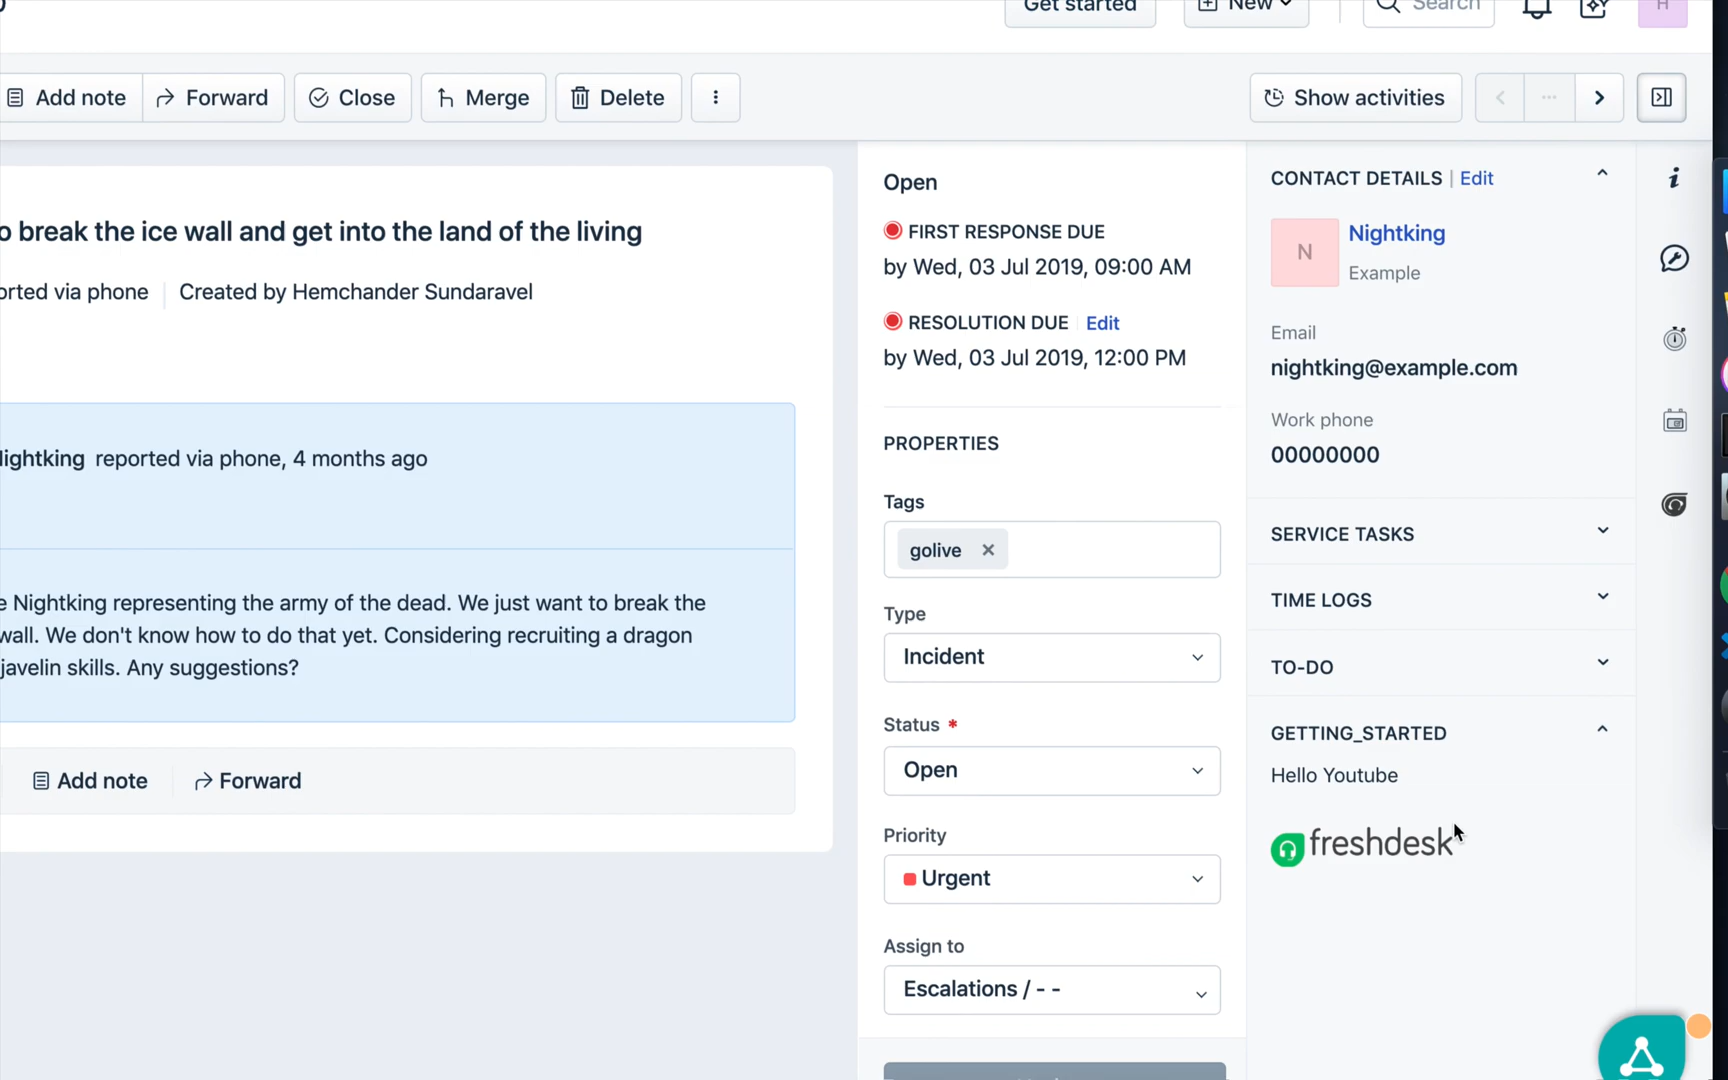 Get started
New
Search
H
Add note
Forward
Close
Merge
Delete
Show activities
o break the ice wall and get into the land of the living
orted via phone
Created by Hemchander Sundaravel
ightking reported via phone, 4 months ago
e Nightking representing the army of the dead. We just want to break the
wall. We don't know how to do that yet. Considering recruiting a dragon
javelin skills. Any suggestions?
Add note
Forward
Open
FIRST RESPONSE DUE
by Wed, 03 Jul 2019, 09:00 AM
RESOLUTION DUE Edit
by Wed, 03 Jul 2019, 12:00 PM
PROPERTIES
Tags
golive
Type
Incident
Status *
Open
Priority
Urgent
Assign to
Escalations / - -
CONTACT DETAILS | Edit
N
Nightking
Example
Email
nightking@example.com
Work phone
00000000
SERVICE TASKS
TIME LOGS
TO-DO
GETTING_STARTED
Hello Youtube
freshdesk